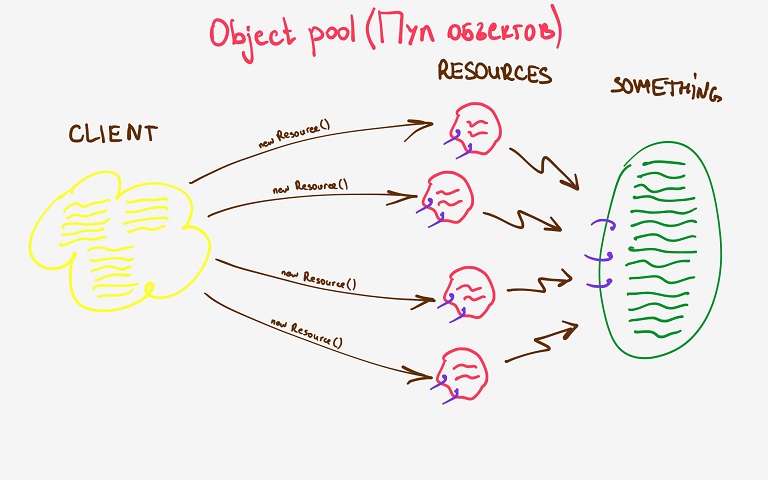 Object pool (Пул объектов)
RESOURCES
SOMETHING
CLIENT
new Resource()
new Resource()
new Resource()
new Resource()